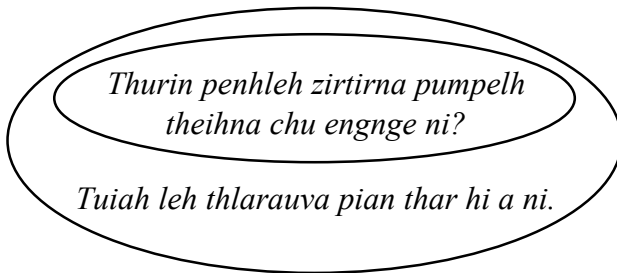 Thurin penhleh zirtirna pumpelh
theihna chu engnge ni?
Tuiah leh thlarauva pian thar hi a ni.